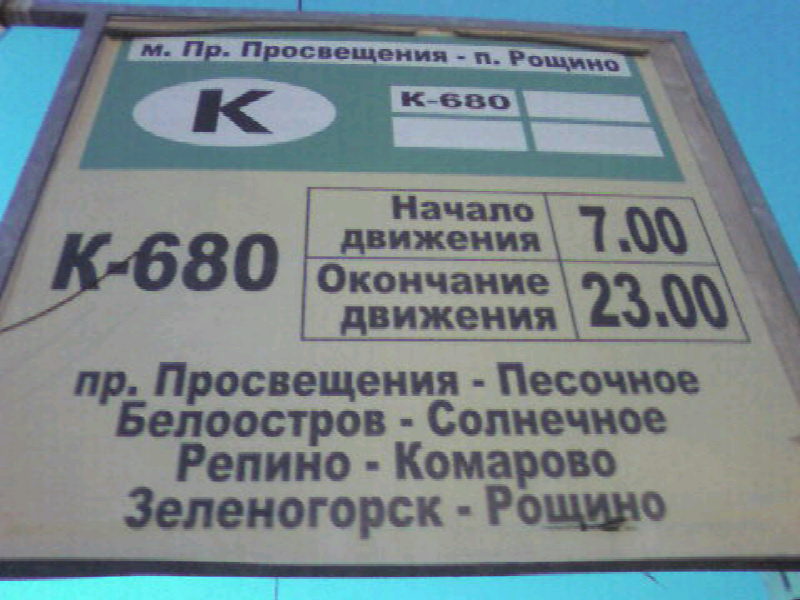 м. Пр. Просвещения - п. Рощино
К
К-680
К-680
Начало движения
7.00
Окончание движения
23.00
пр. Просвещения - Песочное
Белоостров - Солнечное
Репино - Комарово
Зеленогорск - Рощино